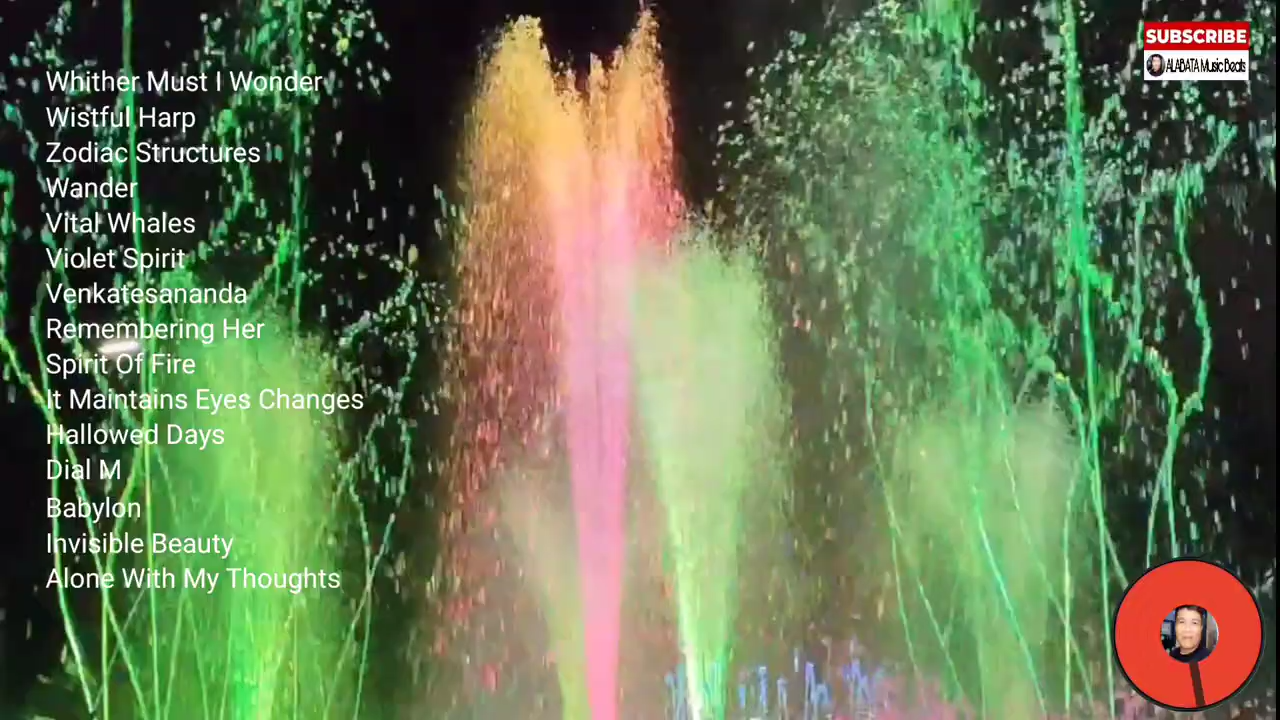 Whither Must I Wonder
Wistful Harp
Zodiac Structures
Wander
Vital Whales
Violet Spirit
Venkatesananda
Remembering Her
Spirit Of Fire
It Maintains Eyes Changes
Hallowed Days
Dial M
Babylon
Invisible Beauty
Alone With My Thoughts
SUBSCRIBE
ALABATA Music Beats